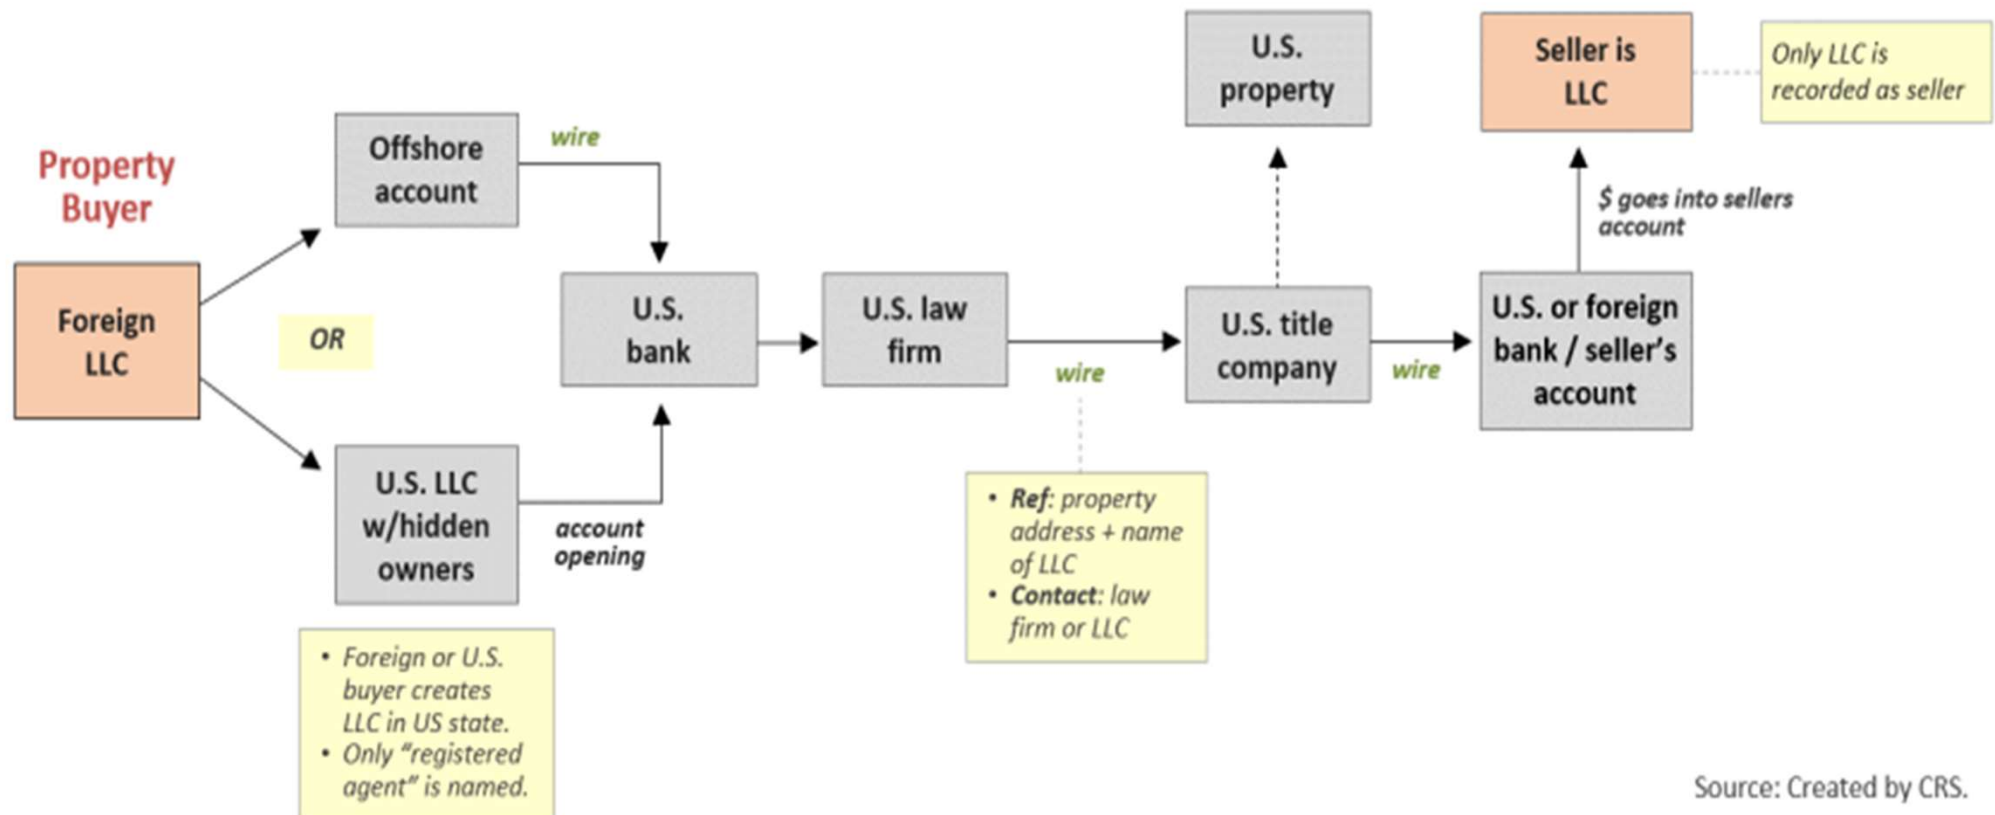 Property
Buyer
Foreign
LLC
OR
Offshore
account
wire
U.S. LLC
w/hidden
owners
account
opening
• Foreign or U.S.
buyer creates
LLC in US state.
• Only “registered
agent” is named.
U.S.
bank
U.S. law
firm
wire
• Ref: property
address + name
of LLC
• Contact: law
firm or LLC
U.S.
property
U.S. title
company
wire
Seller is
LLC
Only LLC is
recorded as seller
$ goes into sellers
account
U.S. or foreign
bank / seller’s
account
Source: Created by CRS.